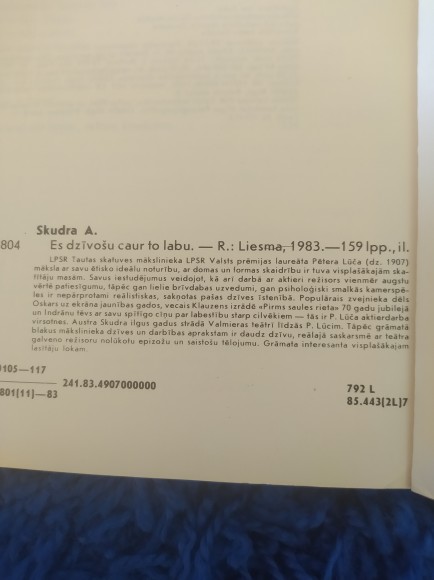 Skudra A.
804 Es dzīvošu caur to labu. — R.: Liesma, 1983.—159 lpp., il.
LPSR Tautas skatuves mākslinieka LPSR Valsts prēmijas laureāta Pētera Lūča (dz. 1907)
māksla ar savu ētisko ideālu noturību, ar domas un formas skaidrību ir tuva visplašākajām ska-
tītāju masām. Savus iestudējumus veidojot, kā arī darbā ar aktieri režisors vienmēr augstu
vērtē patiesīgumu, tāpēc gan lielie brīvdabas uzvedumi, gan psiholoģiski smalkās kamerspē-
les ir nepārprotami reālistiskas, sakņotas pašas dzīves īstenībā. Populārais zvejnieka dēls
Oskars uz ekrāna jaunības gados, vecais Klauzens izrādē «Pirms saules rieta» 70 gadu jubilejā
un Indrānu tēvs ar savu spītīgo ciņu par labestību starp cilvēkiem — tās ir P. Lūča aktierdarba
virsotnes. Austra Skudra ilgus gadus strādā Valmieras teātrī līdzās P. Lūcim. Tāpēc grāmatā
blakus mākslinieka dzīves un darbības aprakstam ir daudz dzīvu, reālajā saskarsmē ar teātra
galveno režisoru nolūkotu epizožu un saistošu tēlojumu. Grāmata interesanta visplašākajam
lasītāju lokam.
0105—117
801(11)—83 241.83.4907000000
792 L
85.443(2L)7